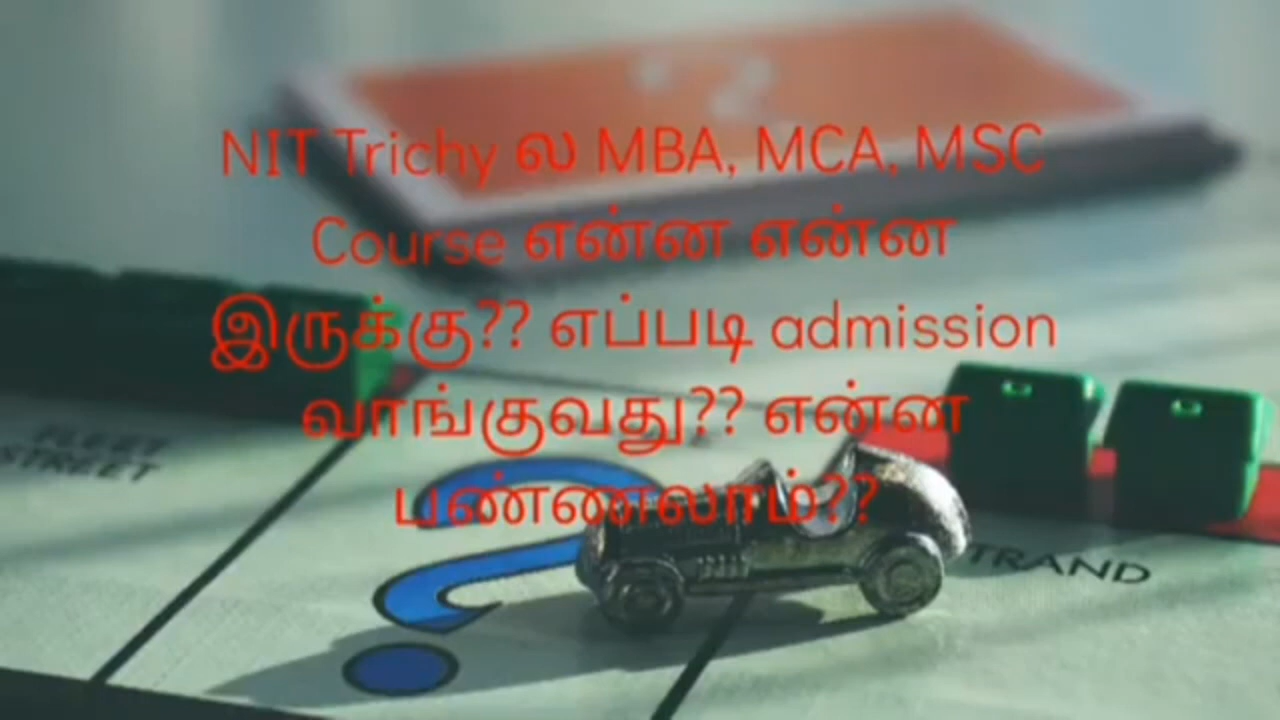 NIT Trichy ல MBA, MCA, MSC
Course என்ன என்ன
இருக்கு?? எப்படி admission
வாங்குவது?? என்ன
பண்ணலாம்??
FLEET
STREET
TRAND